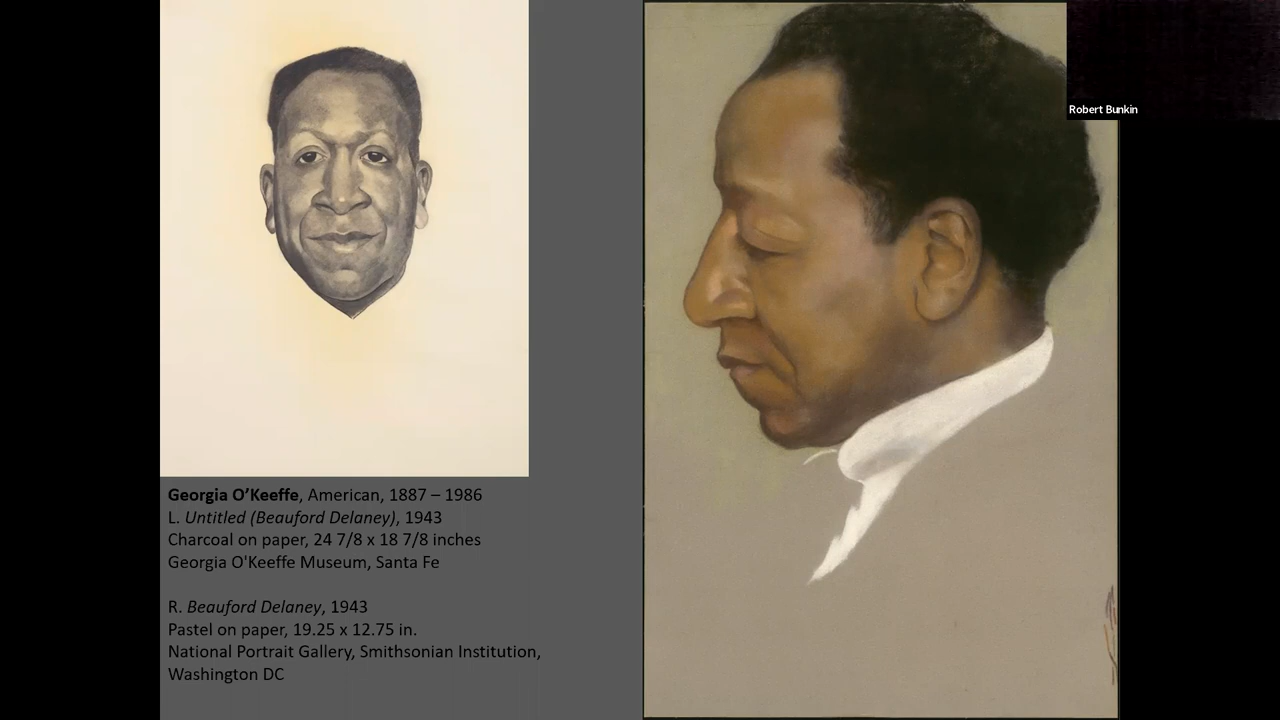 Robert Bunkin
Georgia O’Keeffe, American, 1887 – 1986
L. Untitled (Beauford Delaney), 1943
Charcoal on paper, 24 7/8 x 18 7/8 inches
Georgia O'Keeffe Museum, Santa Fe
R. Beauford Delaney, 1943
Pastel on paper, 19.25 x 12.75 in.
National Portrait Gallery, Smithsonian Institution,
Washington DC